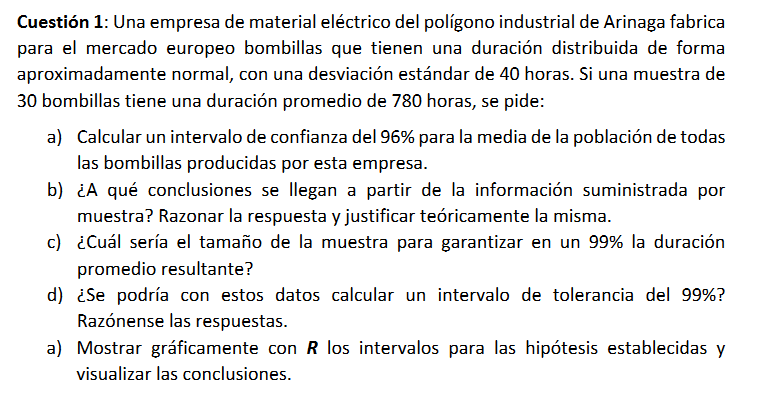 Cuestión 1: Una empresa de material eléctrico del polígono industrial de Arinaga fabrica
para el mercado europeo bombillas que tienen una duración distribuida de forma
aproximadamente normal, con una desviación estándar de 40 horas. Si una muestra de
30 bombillas tiene una duración promedio de 780 horas, se pide:
a) Calcular un intervalo de confianza del 96% para la media de la población de todas
las bombillas producidas por esta empresa.
b) ¿A qué conclusiones se llegan a partir de la información suministrada por
muestra? Razonar la respuesta y justificar teóricamente la misma.
c) ¿Cuál sería el tamaño de la muestra para garantizar en un 99% la duración
promedio resultante?
d) ¿Se podría con estos datos calcular un intervalo de tolerancia del 99%?
Razónense las respuestas.
a) Mostrar gráficamente con R los intervalos para las hipótesis establecidas y
visualizar las conclusiones.